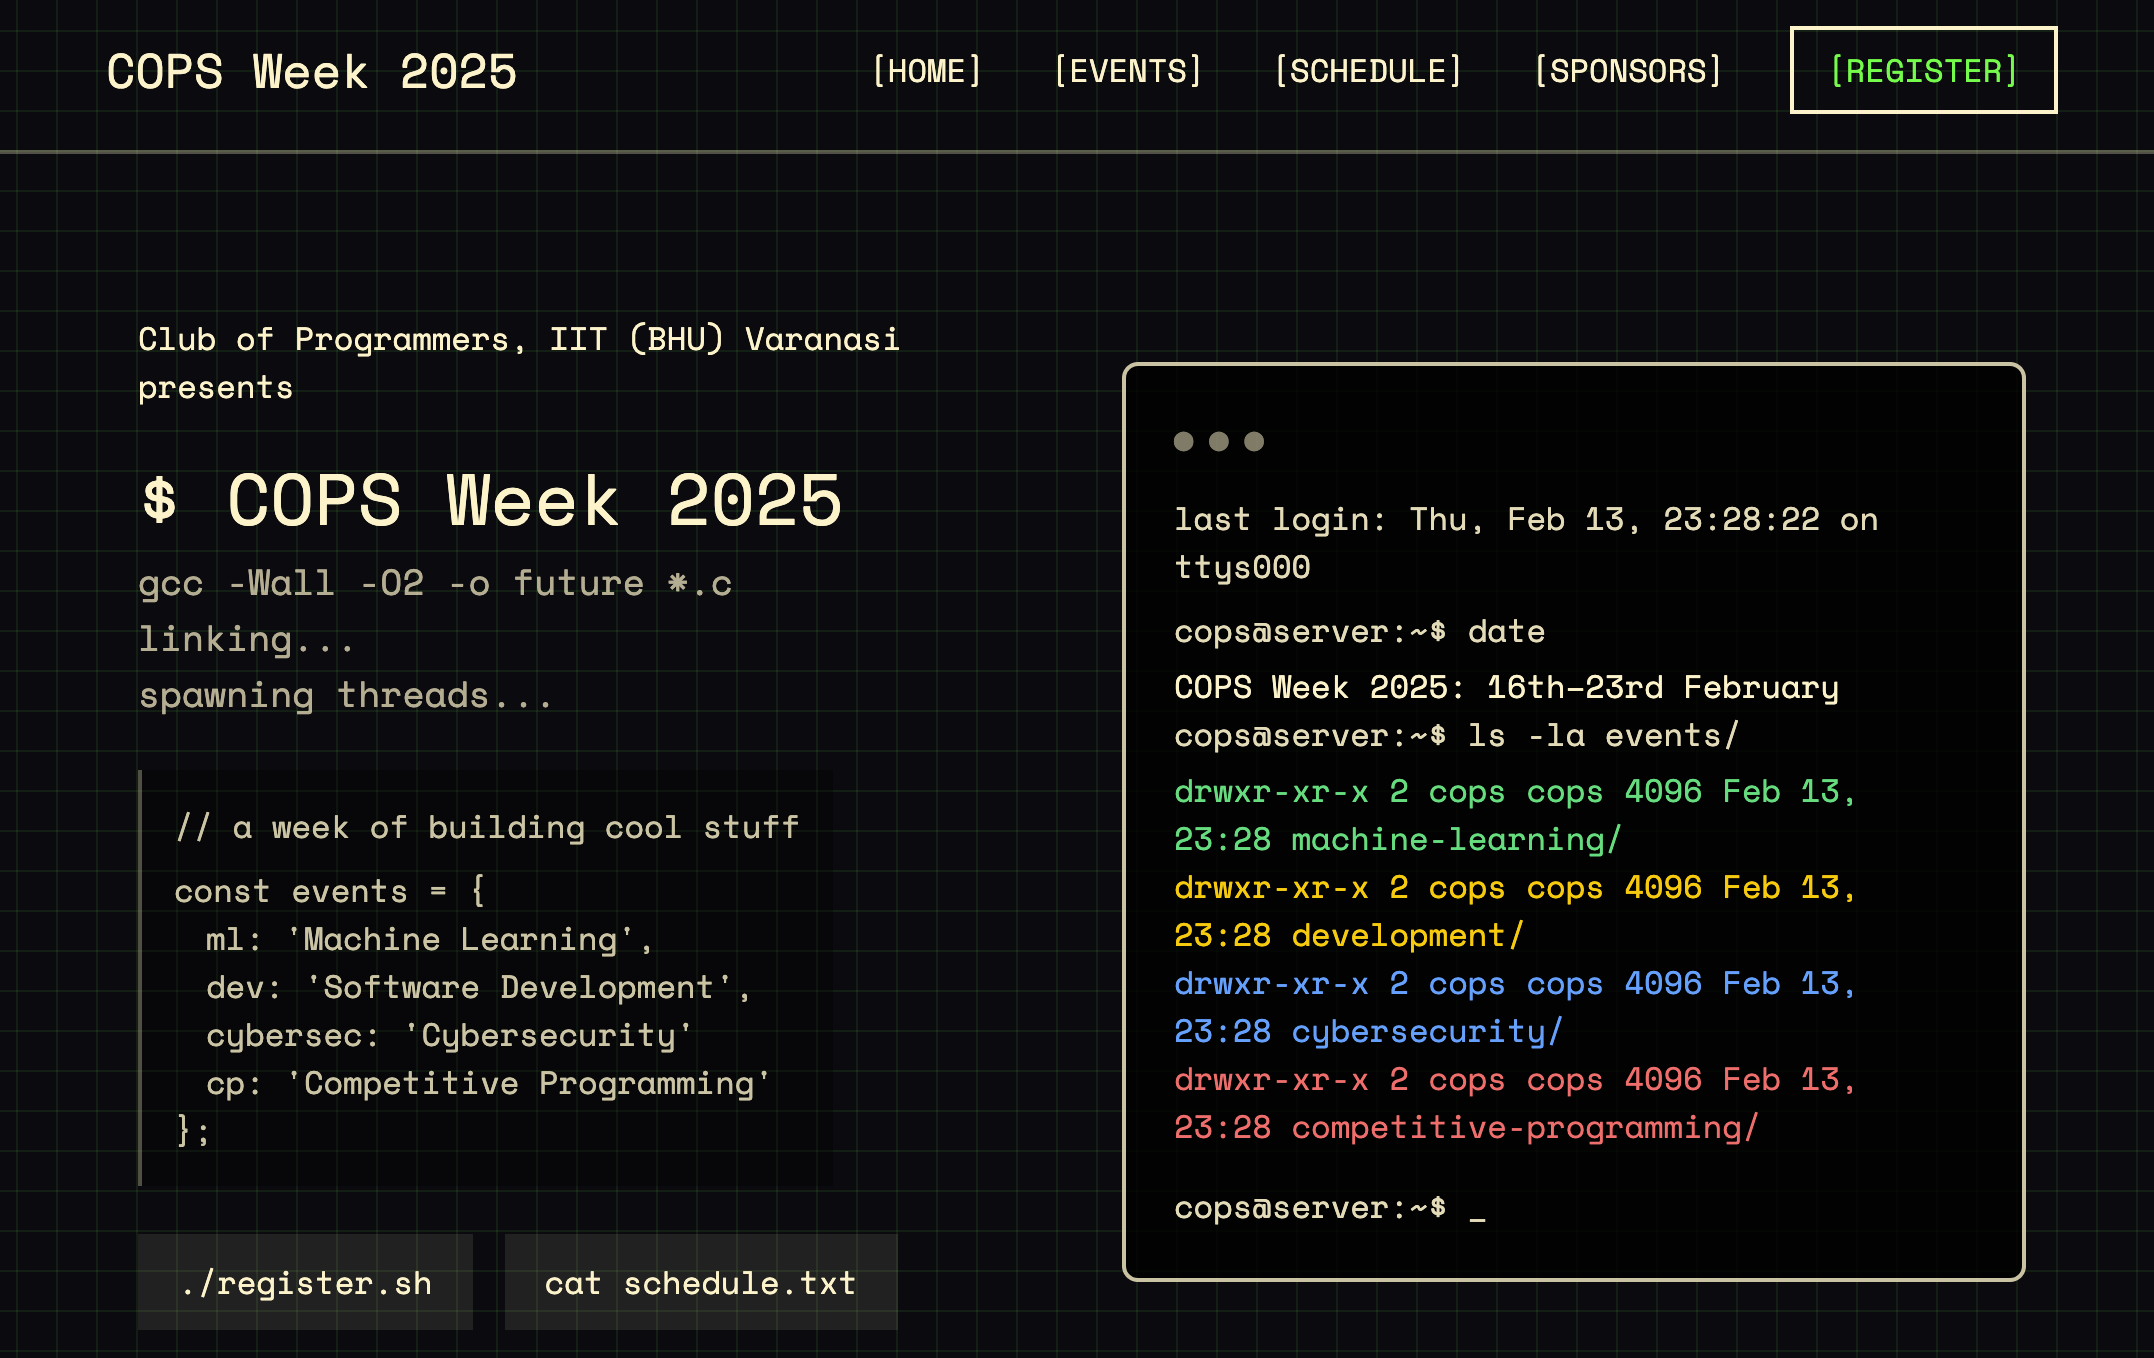 COPS Week 2025
[HOME]
[EVENTS]
[SCHEDULE]
[SPONSORS]
[REGISTER]
Club of Programmers, IIT (BHU) Varanasi
presents
$ COPS Week 2025
gcc -Wall -O2 -o future *.c
linking...
spawning threads...
// a week of building cool stuff
const events = {
  ml: 'Machine Learning',
  dev: 'Software Development',
  cybersec: 'Cybersecurity'
  cp: 'Competitive Programming'
};
./register.sh
cat schedule.txt
last login: Thu, Feb 13, 23:28:22 on
ttys000
cops@server:~$ date
COPS Week 2025: 16th–23rd February
cops@server:~$ ls -la events/
drwxr-xr-x 2 cops cops 4096 Feb 13,
23:28 machine-learning/
drwxr-xr-x 2 cops cops 4096 Feb 13,
23:28 development/
drwxr-xr-x 2 cops cops 4096 Feb 13,
23:28 cybersecurity/
drwxr-xr-x 2 cops cops 4096 Feb 13,
23:28 competitive-programming/
cops@server:~$ _